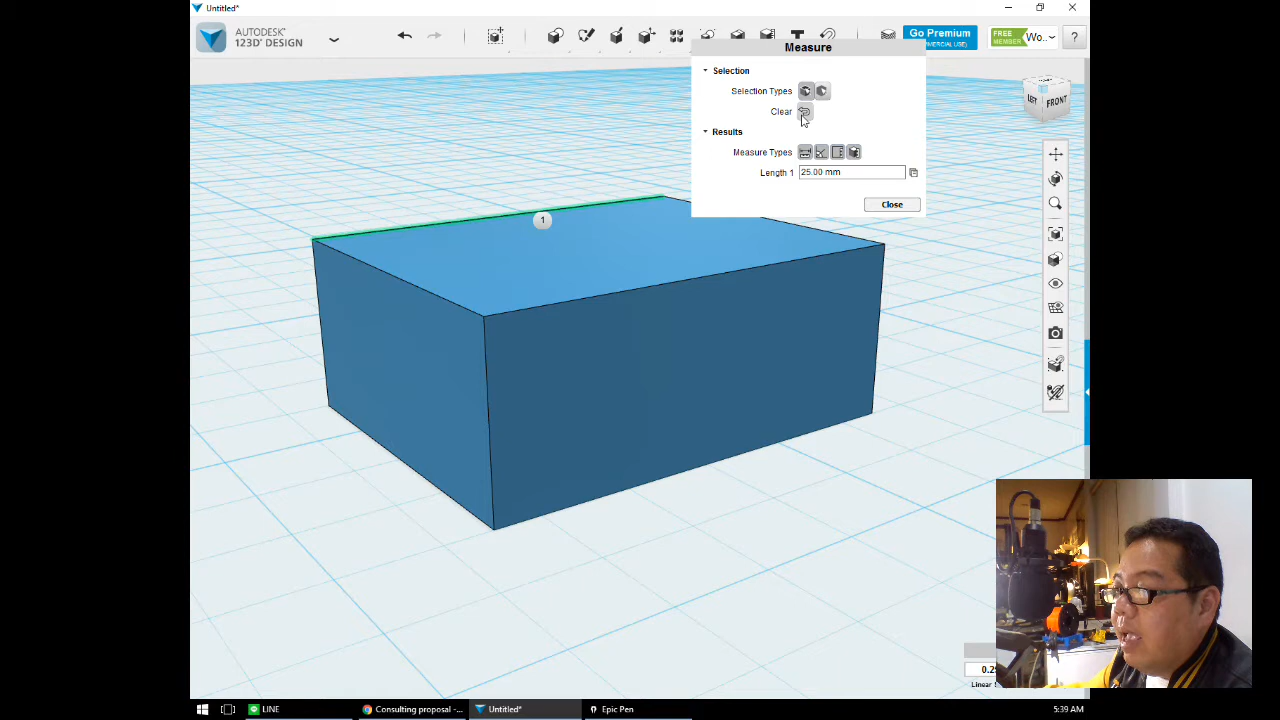 Untitled*
AUTODESK®
123D® DESIGN
Go Premium
FREE
MEMBER
Wo...
?
Measure
Selection
Selection Types
Clear
Results
Measure Types
Length 1
25.00 mm
Close
LEFT
FRONT
1
LINE
Consulting proposal -...
Untitled*
Epic Pen
5:39 AM